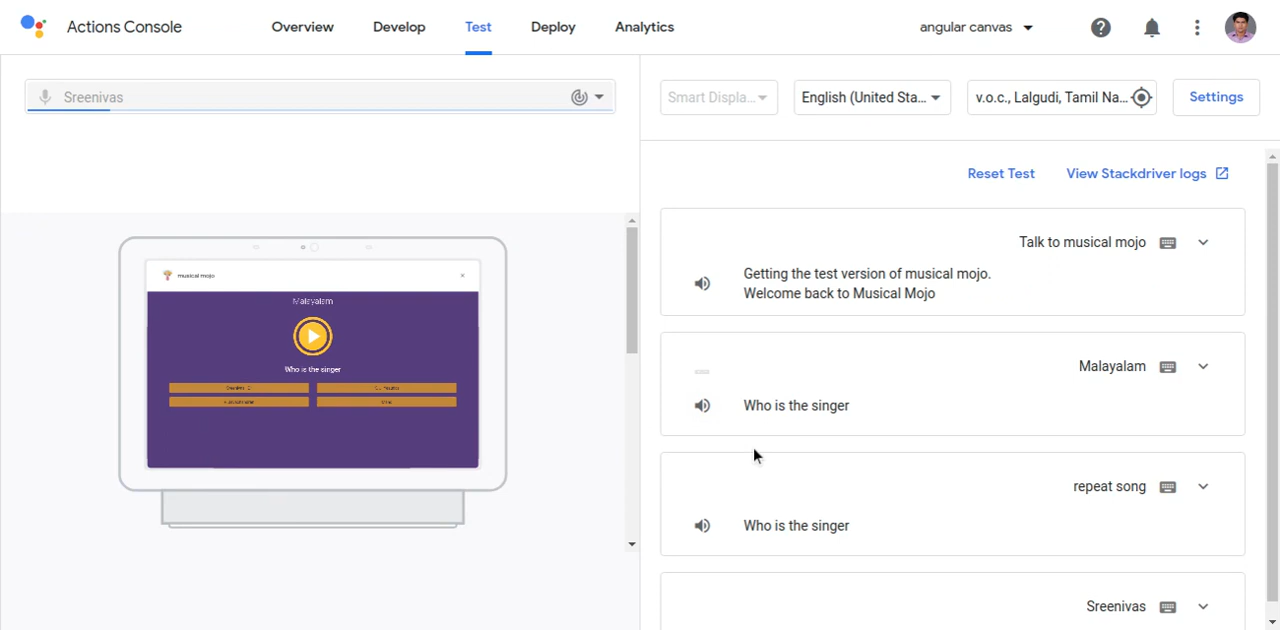 Actions Console
Overview
Develop
Test
Deploy
Analytics
angular canvas
Sreenivas
Smart Displa...
English (United Sta...
v.o.c., Lalgudi, Tamil Na...
Settings
Reset Test
View Stackdriver logs
musical mojo
Malayalam
Who is the singer
Talk to musical mojo
Getting the test version of musical mojo.
Welcome back to Musical Mojo
Malayalam
Who is the singer
repeat song
Who is the singer
Sreenivas